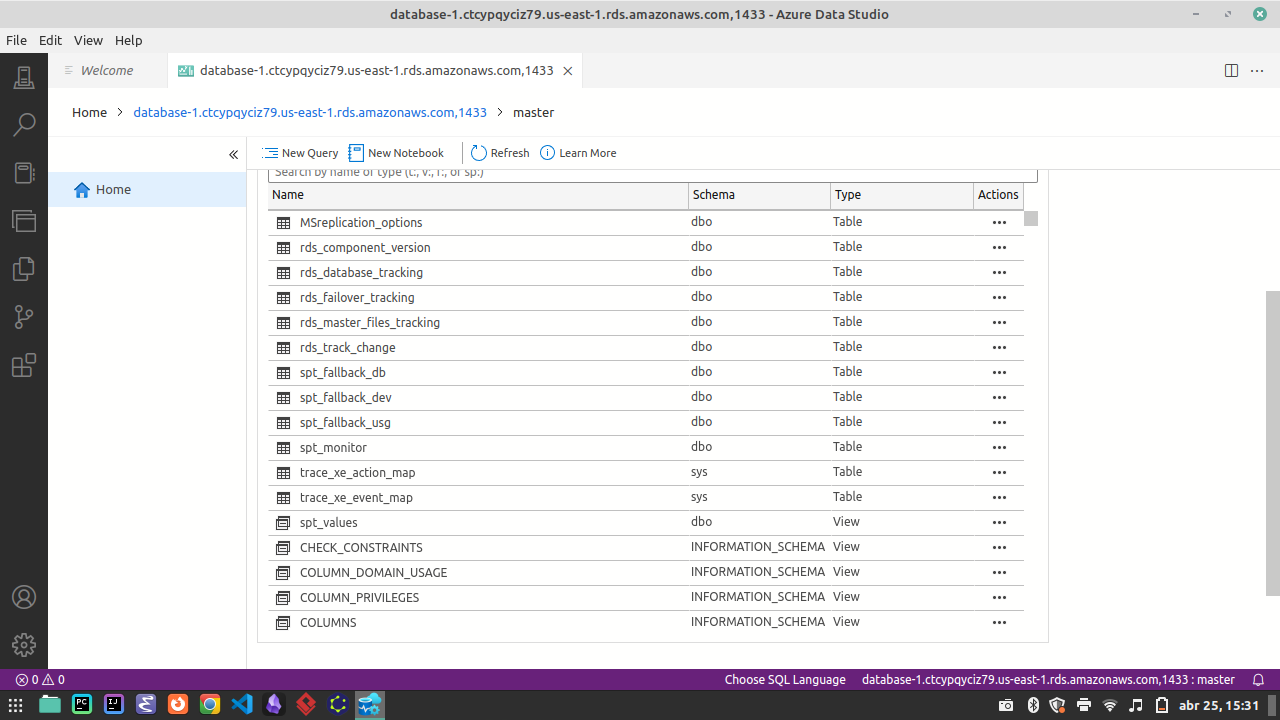 database-1.ctcypqyciz79.us-east-1.rds.amazonaws.com,1433 - Azure Data Studio
File Edit View Help
Welcome database-1.ctcypqyciz79.us-east-1.rds.amazonaws.com,1433
Home database-1.ctcypqyciz79.us-east-1.rds.amazonaws.com,1433 master
New Query New Notebook Refresh Learn More
Home
Search by name or type (t:, v:, f:, or sp:)
Name Schema Type Actions
MSreplication_options dbo Table
rds_component_version dbo Table
rds_database_tracking dbo Table
rds_failover_tracking dbo Table
rds_master_files_tracking dbo Table
rds_track_change dbo Table
spt_fallback_db dbo Table
spt_fallback_dev dbo Table
spt_fallback_usg dbo Table
spt_monitor dbo Table
trace_xe_action_map sys Table
trace_xe_event_map sys Table
spt_values dbo View
CHECK_CONSTRAINTS INFORMATION_SCHEMA View
COLUMN_DOMAIN_USAGE INFORMATION_SCHEMA View
COLUMN_PRIVILEGES INFORMATION_SCHEMA View
COLUMNS INFORMATION_SCHEMA View
0 0 Choose SQL Language database-1.ctcypqyciz79.us-east-1.rds.amazonaws.com,1433 : master
PC IJ abr 25, 15:31